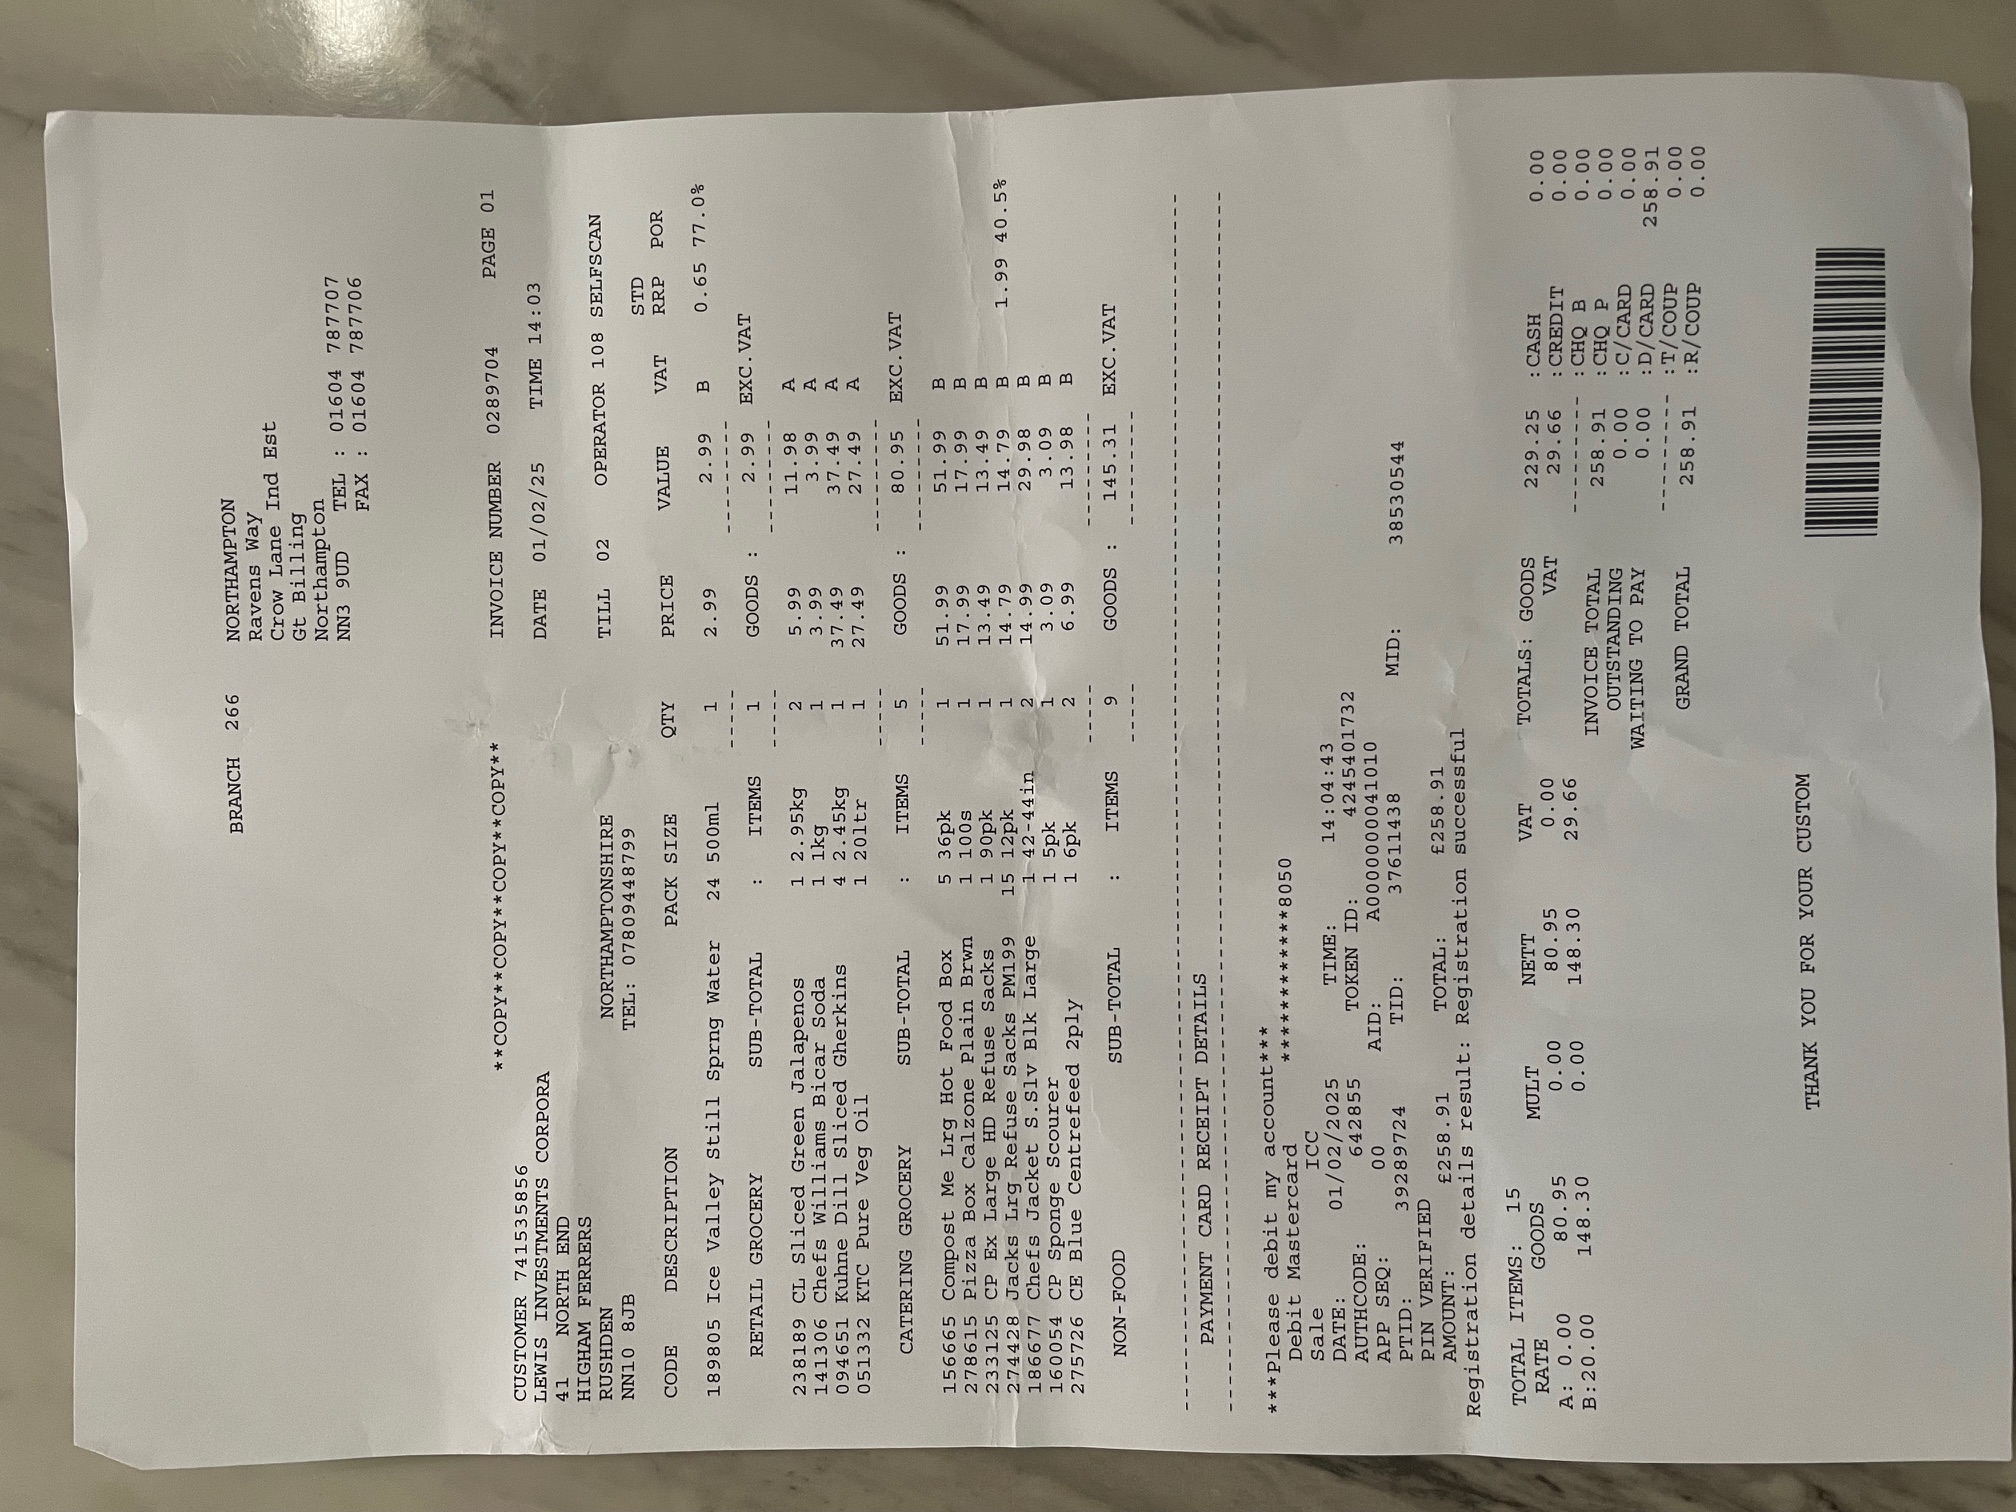 BRANCH 266 NORTHAMPTON
Ravens Way
Crow Lane Ind Est
Gt Billing
Northampton
NN3 9UD TEL : 01604 787707
FAX : 01604 787706
**COPY**COPY**COPY**COPY** INVOICE NUMBER 0289704 PAGE 01
CUSTOMER 741535856
LEWIS INVESTMENTS CORPORA DATE 01/02/25 TIME 14:03
41 NORTH END
HIGHAM FERRERS
RUSHDEN NORTHAMPTONSHIRE TILL 02 OPERATOR 108 SELFSCAN
NN10 8JB TEL: 07809448799
STD
CODE DESCRIPTION PACK SIZE QTY PRICE VALUE VAT RRP POR
189805 Ice Valley Still Sprng Water 24 500ml 1 2.99 2.99 B 0.65 77.0%
----- ---------
RETAIL GROCERY SUB-TOTAL : ITEMS 1 GOODS : 2.99 EXC.VAT
----- ---------
238189 CL Sliced Green Jalapenos 1 2.95kg 2 5.99 11.98 A
141306 Chefs Williams Bicar Soda 1 1kg 1 3.99 3.99 A
094651 Kuhne Dill Sliced Gherkins 4 2.45kg 1 37.49 37.49 A
051332 KTC Pure Veg Oil 1 20ltr 1 27.49 27.49 A
----- ---------
CATERING GROCERY SUB-TOTAL : ITEMS 5 GOODS : 80.95 EXC.VAT
----- ---------
156665 Compost Me Lrg Hot Food Box 5 36pk 1 51.99 51.99 B
278615 Pizza Box Calzone Plain Brwn 1 100s 1 17.99 17.99 B
233125 CP Ex Large HD Refuse Sacks 1 90pk 1 13.49 13.49 B
274428 Jacks Lrg Refuse Sacks PM199 15 12pk 1 14.79 14.79 B 1.99 40.5%
186677 Chefs Jacket S.Slv Blk Large 1 42-44in 2 14.99 29.98 B
160054 CP Sponge Scourer 1 5pk 1 3.09 3.09 B
275726 CE Blue Centrefeed 2ply 1 6pk 2 6.99 13.98 B
----- ---------
NON-FOOD SUB-TOTAL : ITEMS 9 GOODS : 145.31 EXC.VAT
----- ---------
PAYMENT CARD RECEIPT DETAILS
***Please debit my account***
Debit Mastercard ************8050
Sale ICC
DATE: 01/02/2025 TIME: 14:04:43
AUTHCODE: 642855 TOKEN ID: 4245401732
APP SEQ: 00 AID: A0000000041010
PTID: 39289724 TID: 37611438 MID: 38530544
PIN VERIFIED
AMOUNT: £258.91 TOTAL: £258.91
Registration details result: Registration successful
TOTAL ITEMS: 15
RATE GOODS MULT NETT VAT TOTALS: GOODS 229.25 :CASH 0.00
A: 0.00 80.95 0.00 80.95 0.00 VAT 29.66 :CREDIT 0.00
B:20.00 148.30 0.00 148.30 29.66 --------- :CHQ B 0.00
INVOICE TOTAL 258.91 :CHQ P 0.00
OUTSTANDING 0.00 :C/CARD 0.00
WAITING TO PAY 0.00 :D/CARD 258.91
--------- :T/COUP 0.00
GRAND TOTAL 258.91 :R/COUP 0.00
THANK YOU FOR YOUR CUSTOM